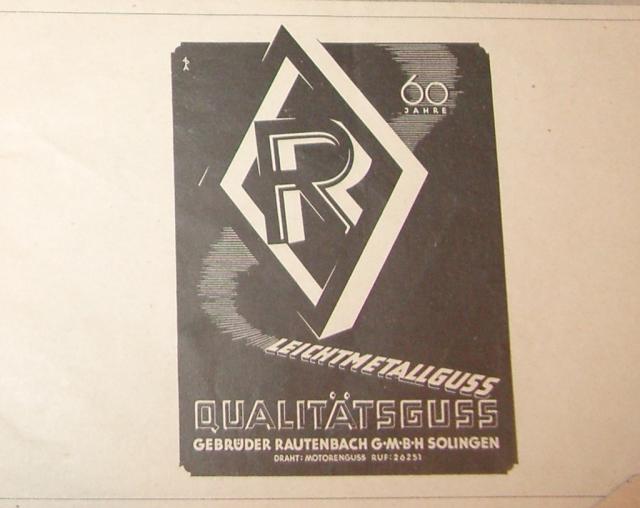 60
JAHRE
R
LEICHTMETALLGUSS
QUALITÄTSGUSS
GEBRÜDER RAUTENBACH G·M·B·H SOLINGEN
DRAHT: MOTORENGUSS RUF: 26251